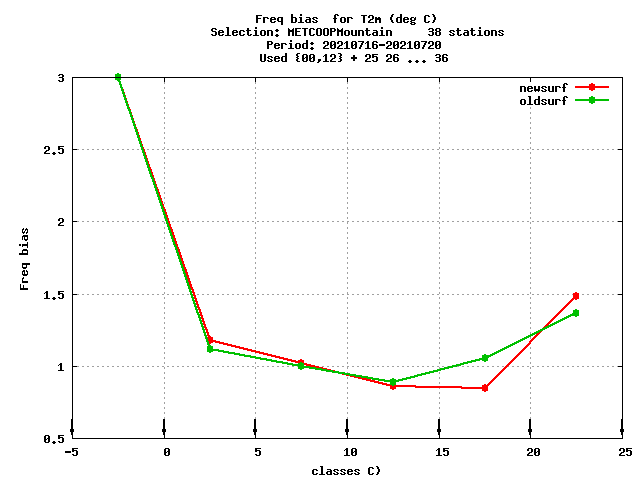 Freq bias  for T2m (deg C)
Selection: METCOOPMountain     38 stations
Period: 20210716-20210720
Used {00,12} + 25 26 ... 36
newsurf
oldsurf
3
2.5
2
1.5
1
0.5
Freq bias
-5 0 5 10 15 20 25
classes C)